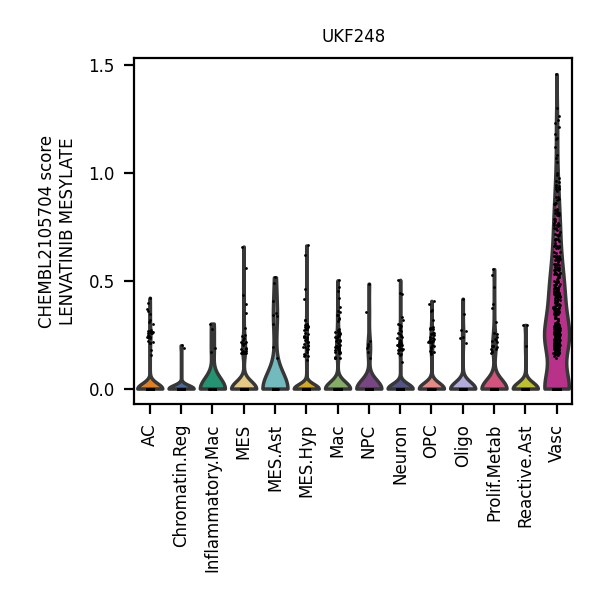 UKF248
CHEMBL2105704 score
LENVATINIB MESYLATE
1.5
1.0
0.5
0.0
AC
Chromatin.Reg
Inflammatory.Mac
MES
MES.Ast
MES.Hyp
Mac
NPC
Neuron
OPC
Oligo
Prolif.Metab
Reactive.Ast
Vasc